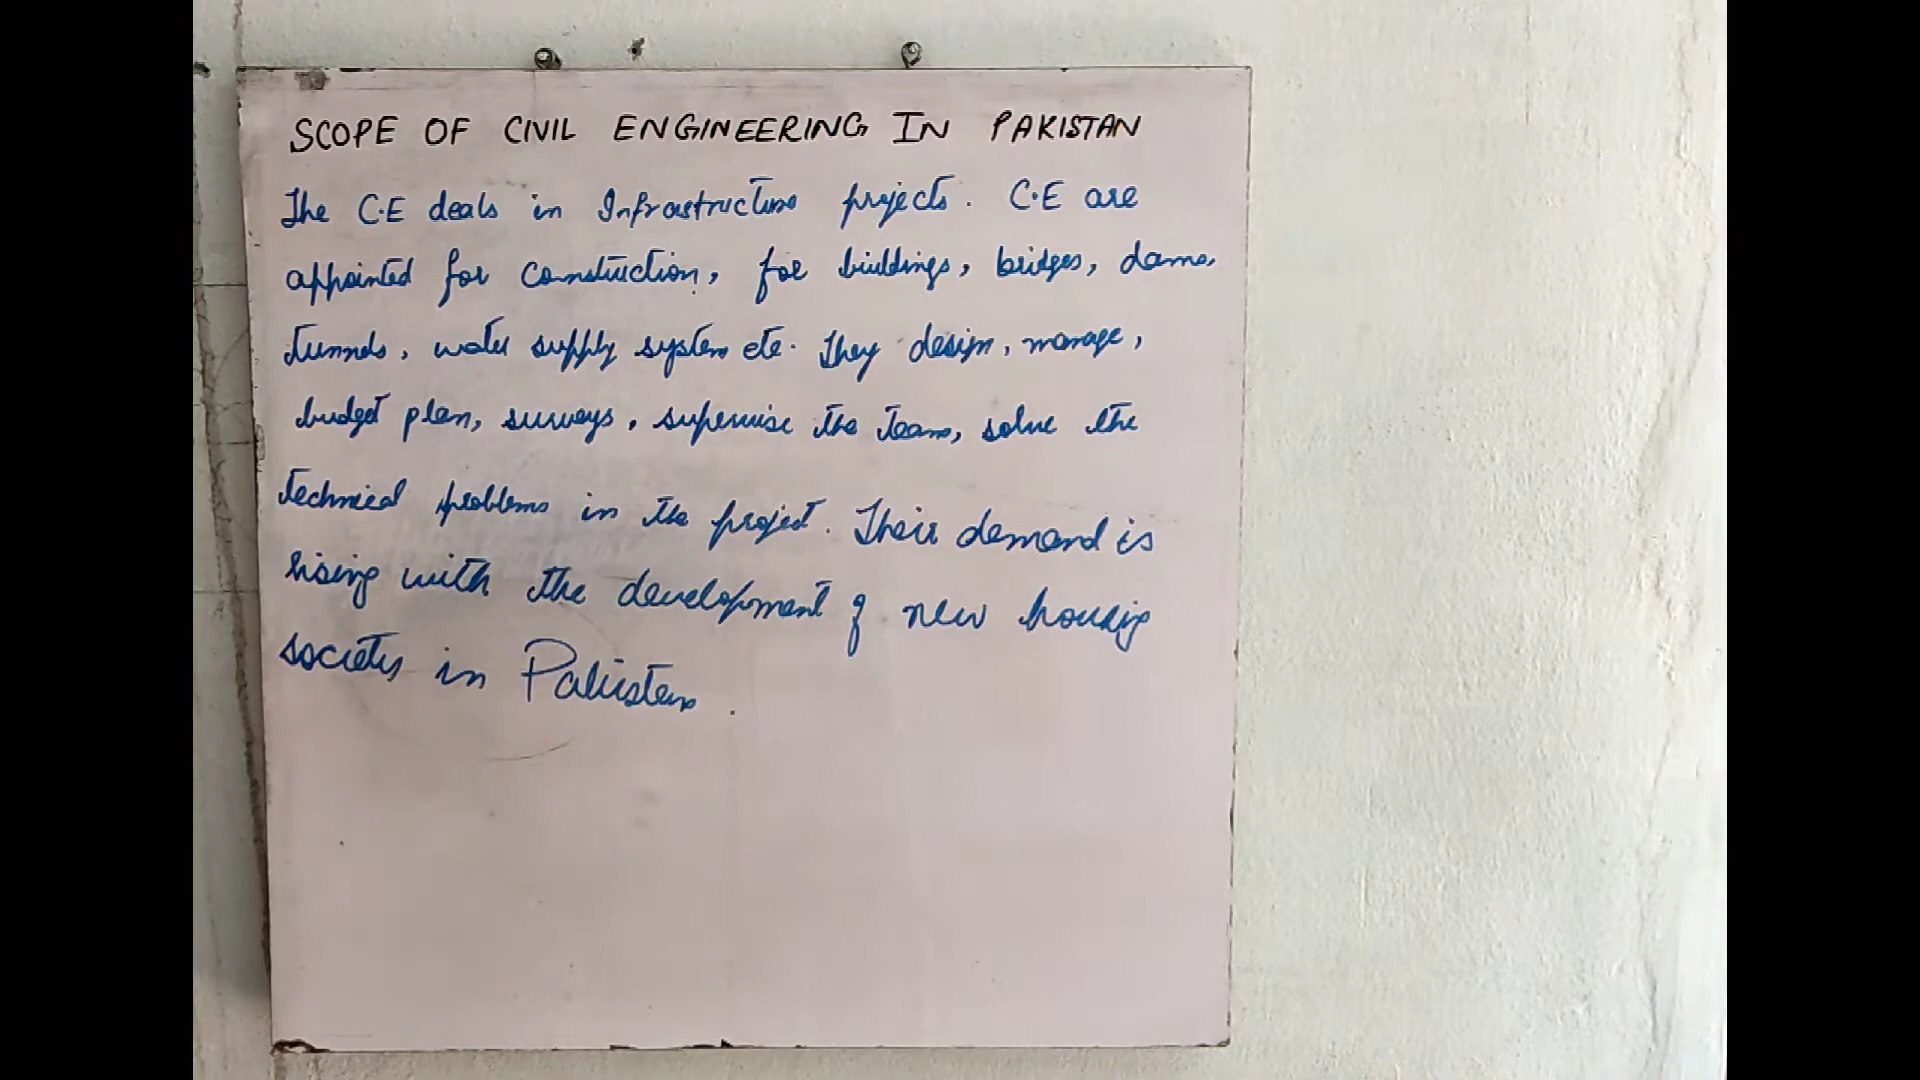 SCOPE OF CIVIL ENGINEERING IN PAKISTAN
The C.E deals in Infrastructure projects. C.E are
appointed for construction, for buildings, bridges, dams,
tunnels, water supply system etc. They design, manage,
budget plan, surveys, supervise the team, solve the
technical problems in the project. Their demand is
rising with the development of new housing
society in Pakistan.